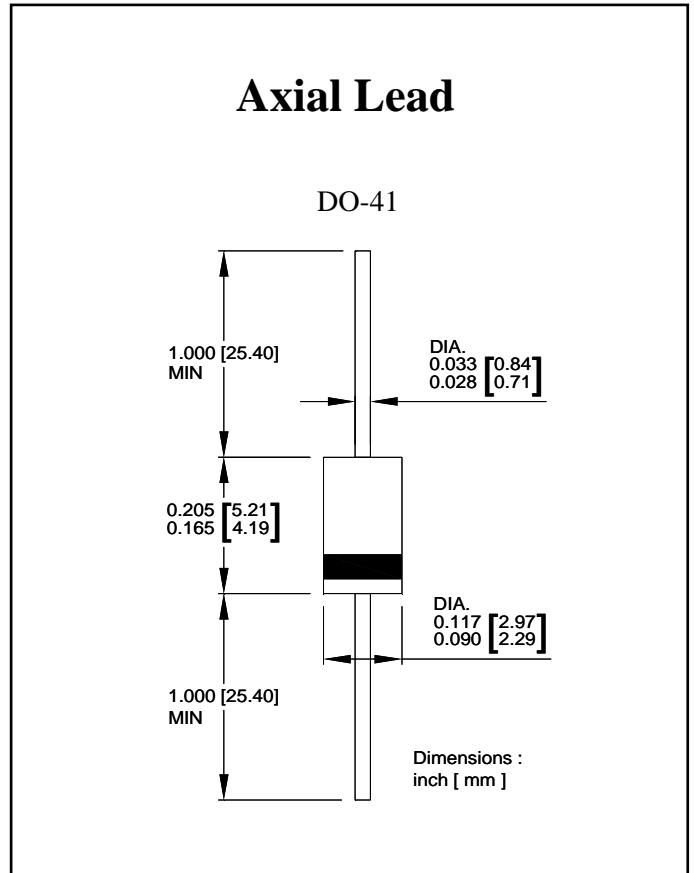 Axial Lead
DO-41
1.000 [25.40]
MIN
DIA.
0.033 [0.84]
0.028 [0.71]
0.205 [5.21]
0.165 [4.19]
DIA.
0.117 [2.97]
0.090 [2.29]
1.000 [25.40]
MIN
Dimensions :
inch [ mm ]